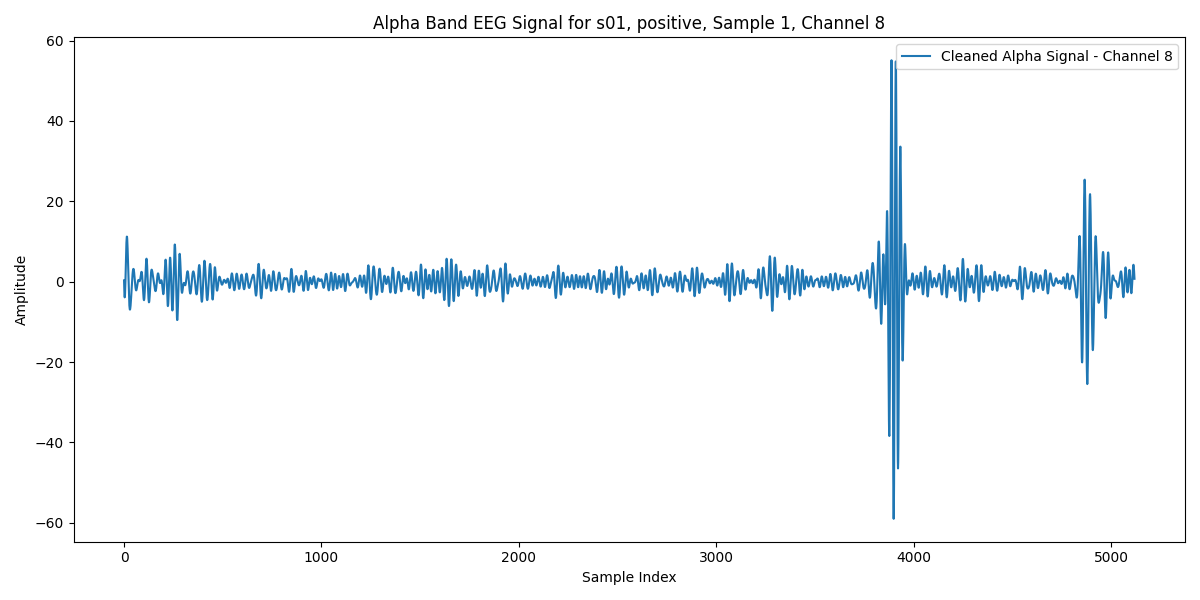 Alpha Band EEG Signal for s01, positive, Sample 1, Channel 8
Cleaned Alpha Signal - Channel 8
Amplitude
60
40
20
0
−20
−40
−60
0 1000 2000 3000 4000 5000
Sample Index